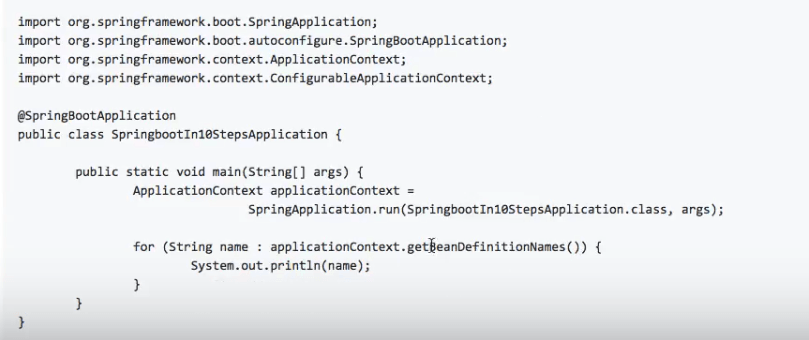 import org.springframework.boot.SpringApplication;
import org.springframework.boot.autoconfigure.SpringBootApplication;
import org.springframework.context.ApplicationContext;
import org.springframework.context.ConfigurableApplicationContext;
@SpringBootApplication
public class SpringbootIn10StepsApplication {
public static void main(String[] args) {
ApplicationContext applicationContext =
SpringApplication.run(SpringbootIn10StepsApplication.class, args);
for (String name : applicationContext.getBeanDefinitionNames()) {
System.out.println(name);
}
}
}